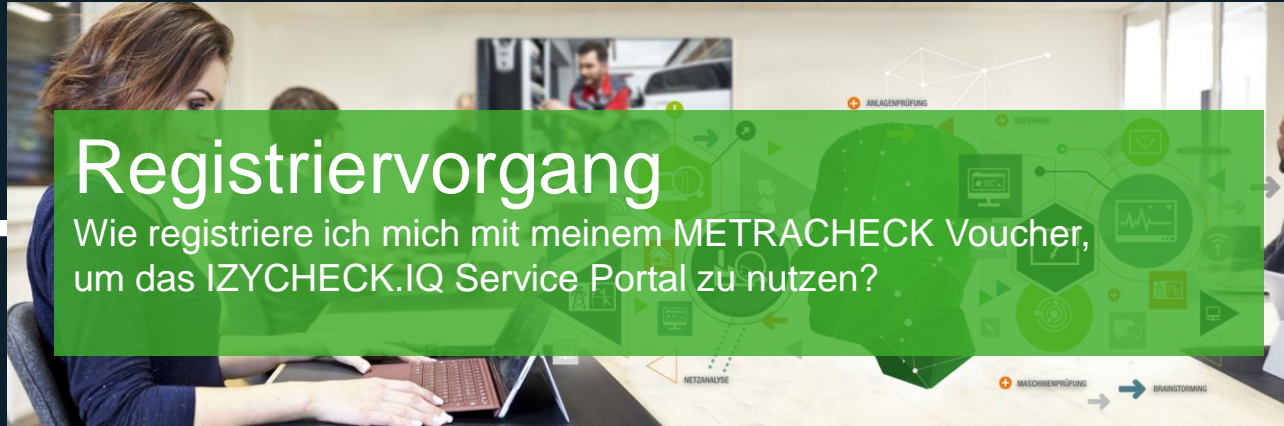 Registriervorgang
Wie registriere ich mich mit meinem METRACHECK Voucher,
um das IZYCHECK.IQ Service Portal zu nutzen?
ANLAGENPRÜFUNG
SOFTWARE
NETZANALYSE
MASCHINENPRÜFUNG
BRAINSTORMING